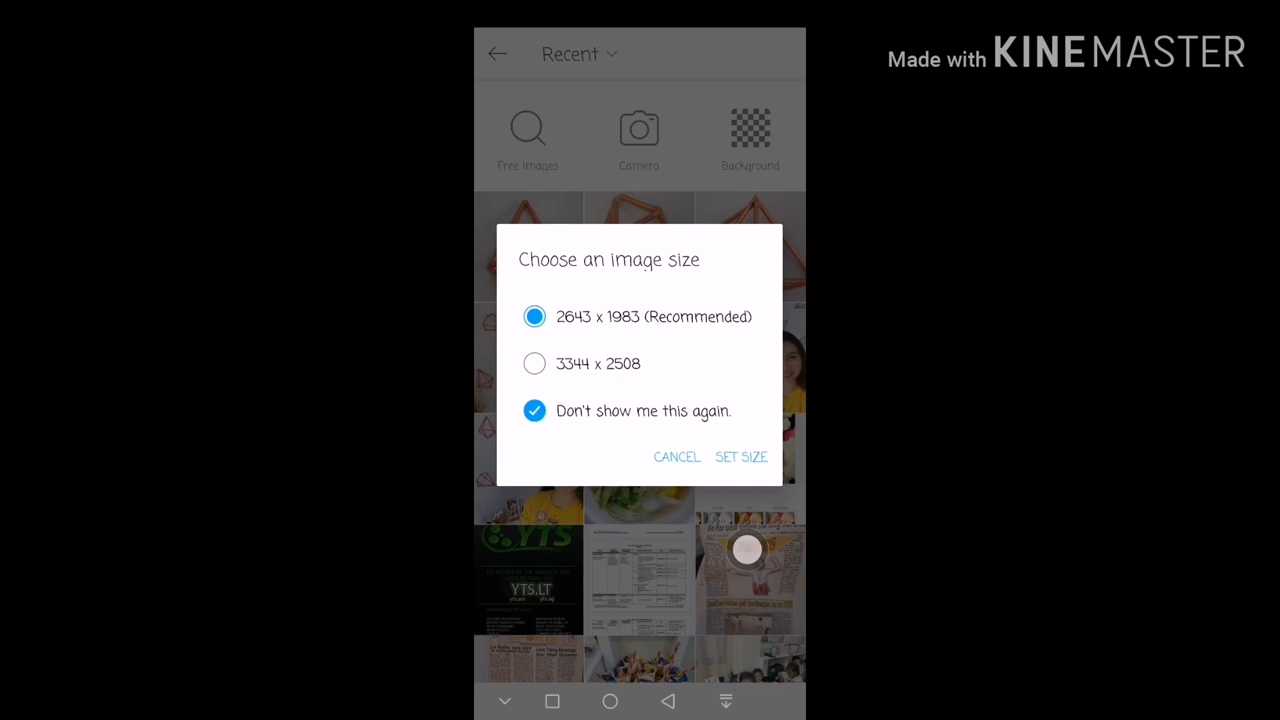 Made with KINEMASTER
Recent
Free Images
Camera
Background
Choose an image size
2643 x 1983 (Recommended)
3344 x 2508
Don't show me this again.
CANCEL SET SIZE
YTS
YTS.LT